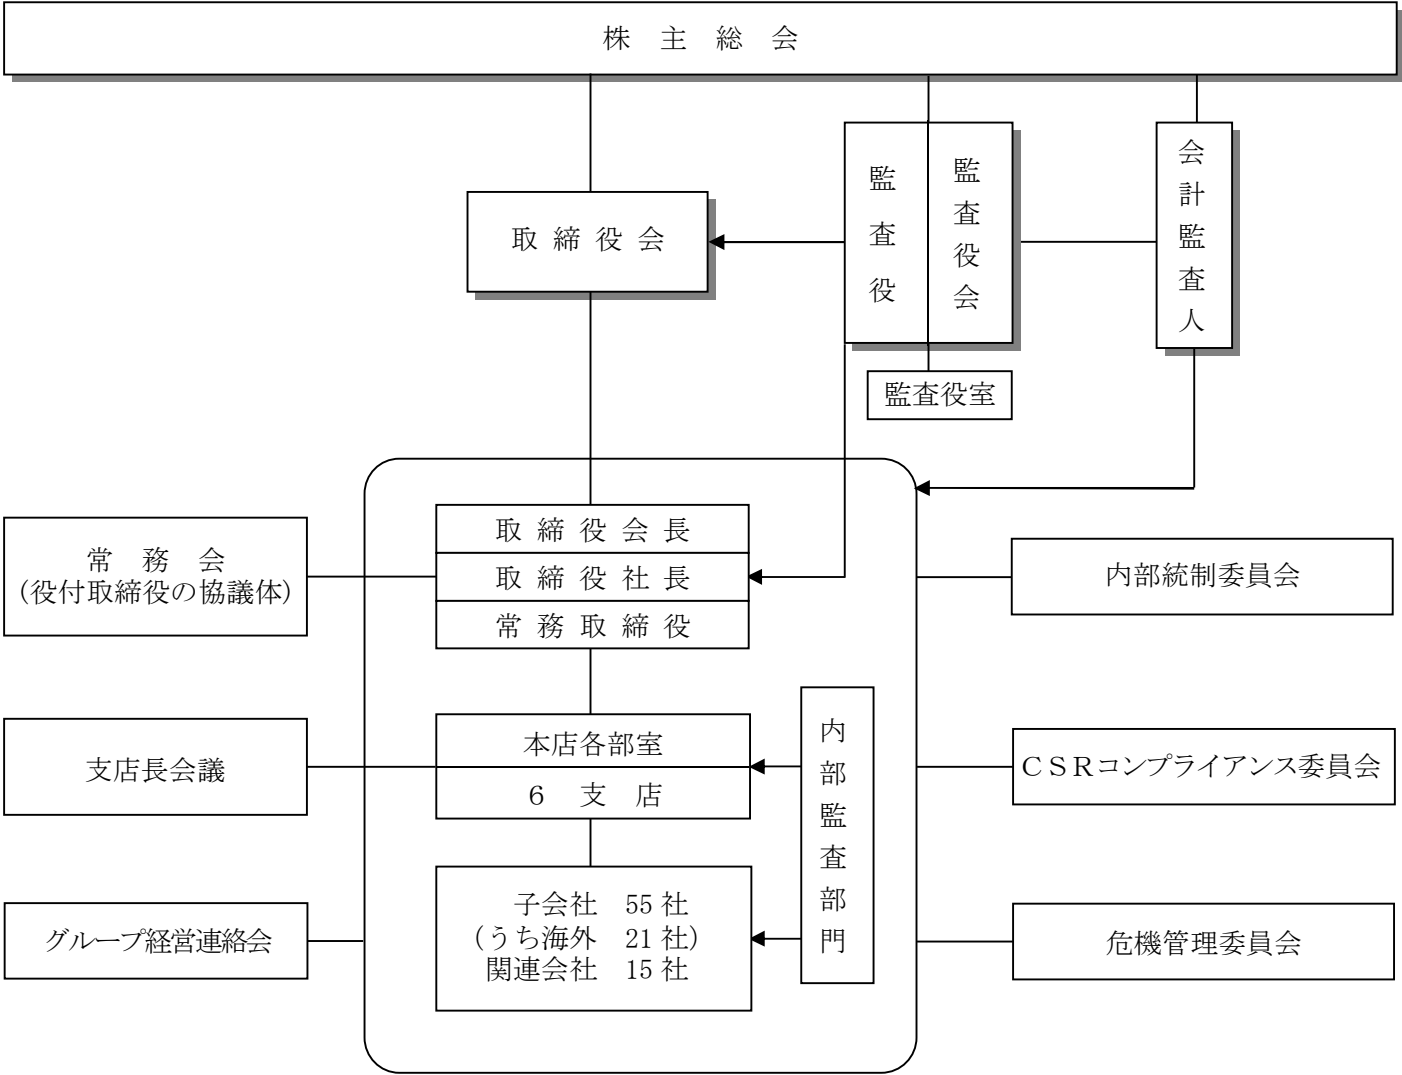 株　主　総　会
取 締 役 会
監査役
監査役会
会計監査人
監査役室
取 締 役 会 長
取 締 役 社 長
常 務 取 締 役
常　務　会
(役付取締役の協議体)
内部統制委員会
本店各部室
６　支　店
支店長会議
内部監査部門
ＣＳＲコンプライアンス委員会
子会社　55 社
(うち海外　21 社)
関連会社　15 社
グループ経営連絡会
危機管理委員会